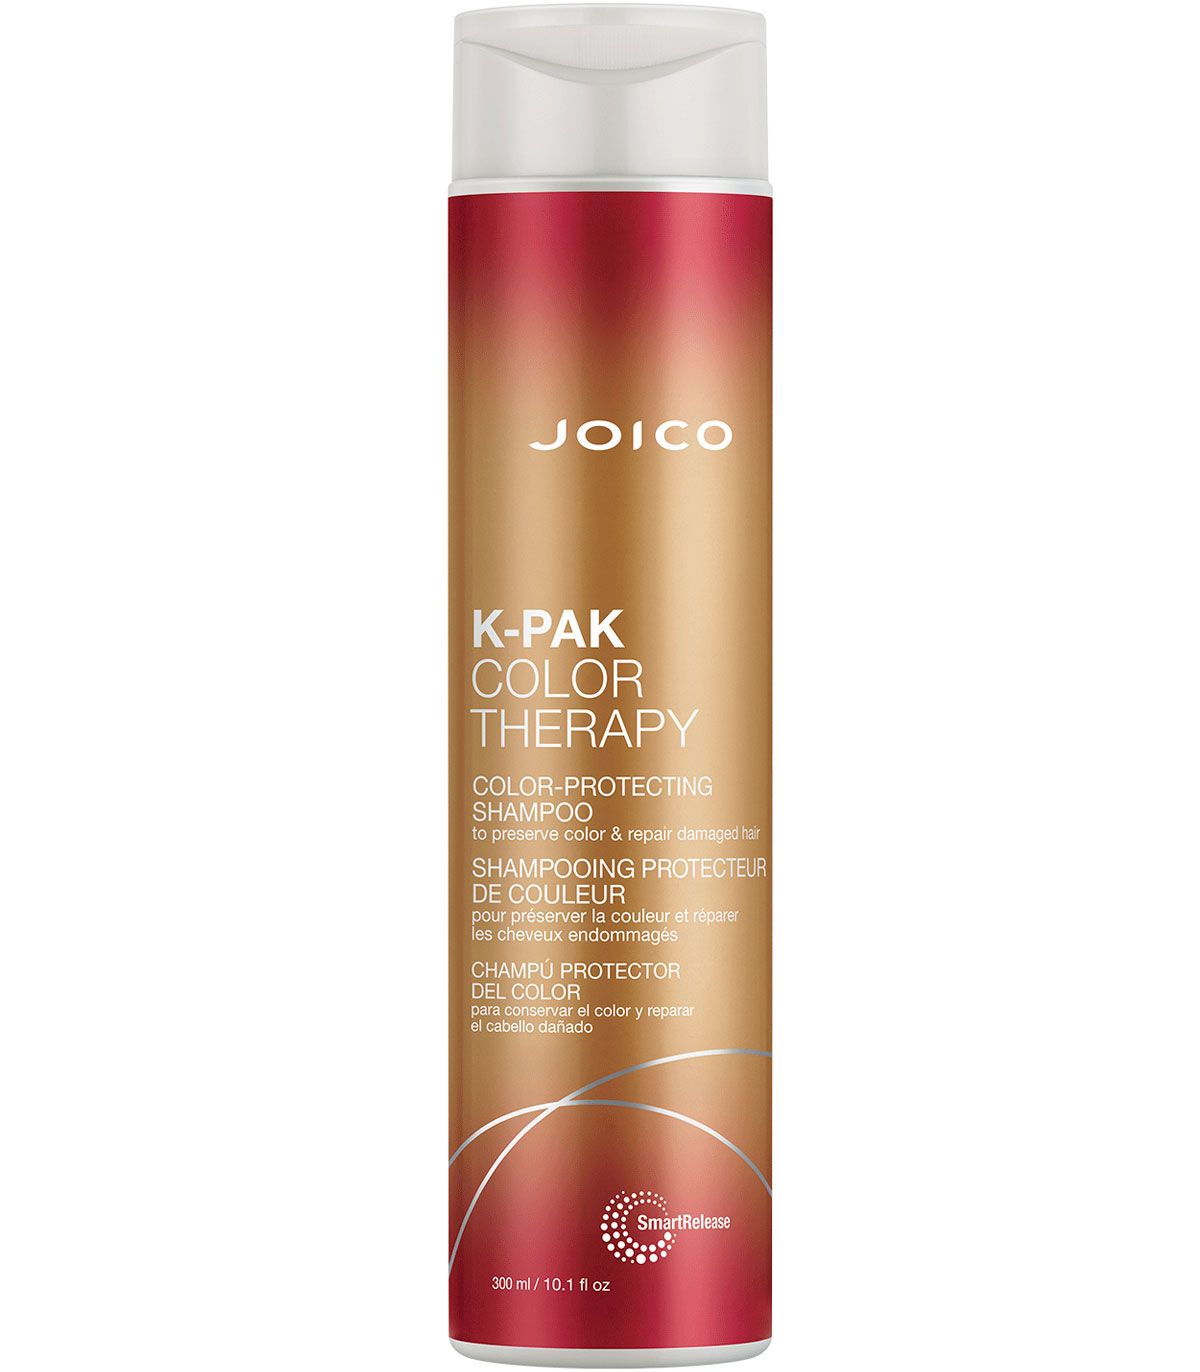 JOICO
K-PAK
COLOR
THERAPY
COLOR-PROTECTING
SHAMPOO
to preserve color & repair damaged hair
SHAMPOOING PROTECTEUR
DE COULEUR
pour préserver la couleur et réparer
les cheveux endommagés
CHAMPÚ PROTECTOR
DEL COLOR
para conservar el color y reparar
el cabello dañado
SmartRelease
300 ml / 10.1 fl oz